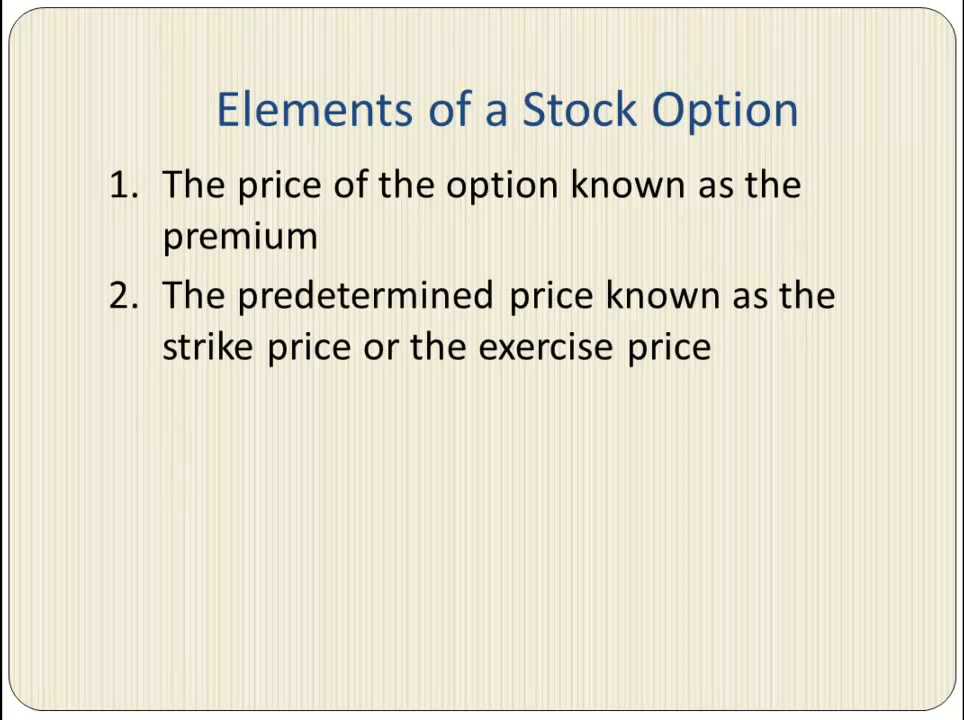 Elements of a Stock Option
1. The price of the option known as the
premium
2. The predetermined price known as the
strike price or the exercise price